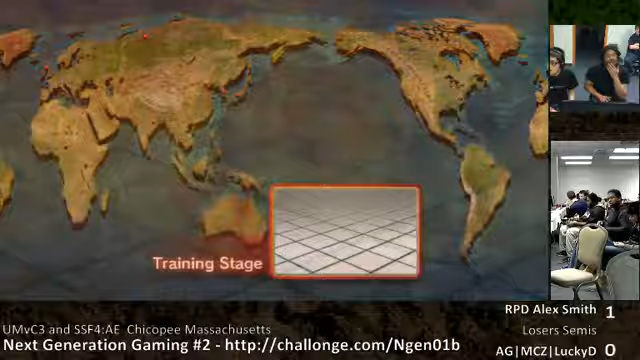 Training Stage
RPD Alex Smith 1
UMvC3 and SSF4:AE Chicopee Massachusetts
Losers Semis
Next Generation Gaming #2 - http://challonge.com/Ngen01b
AG|MCZ|LuckyD 0